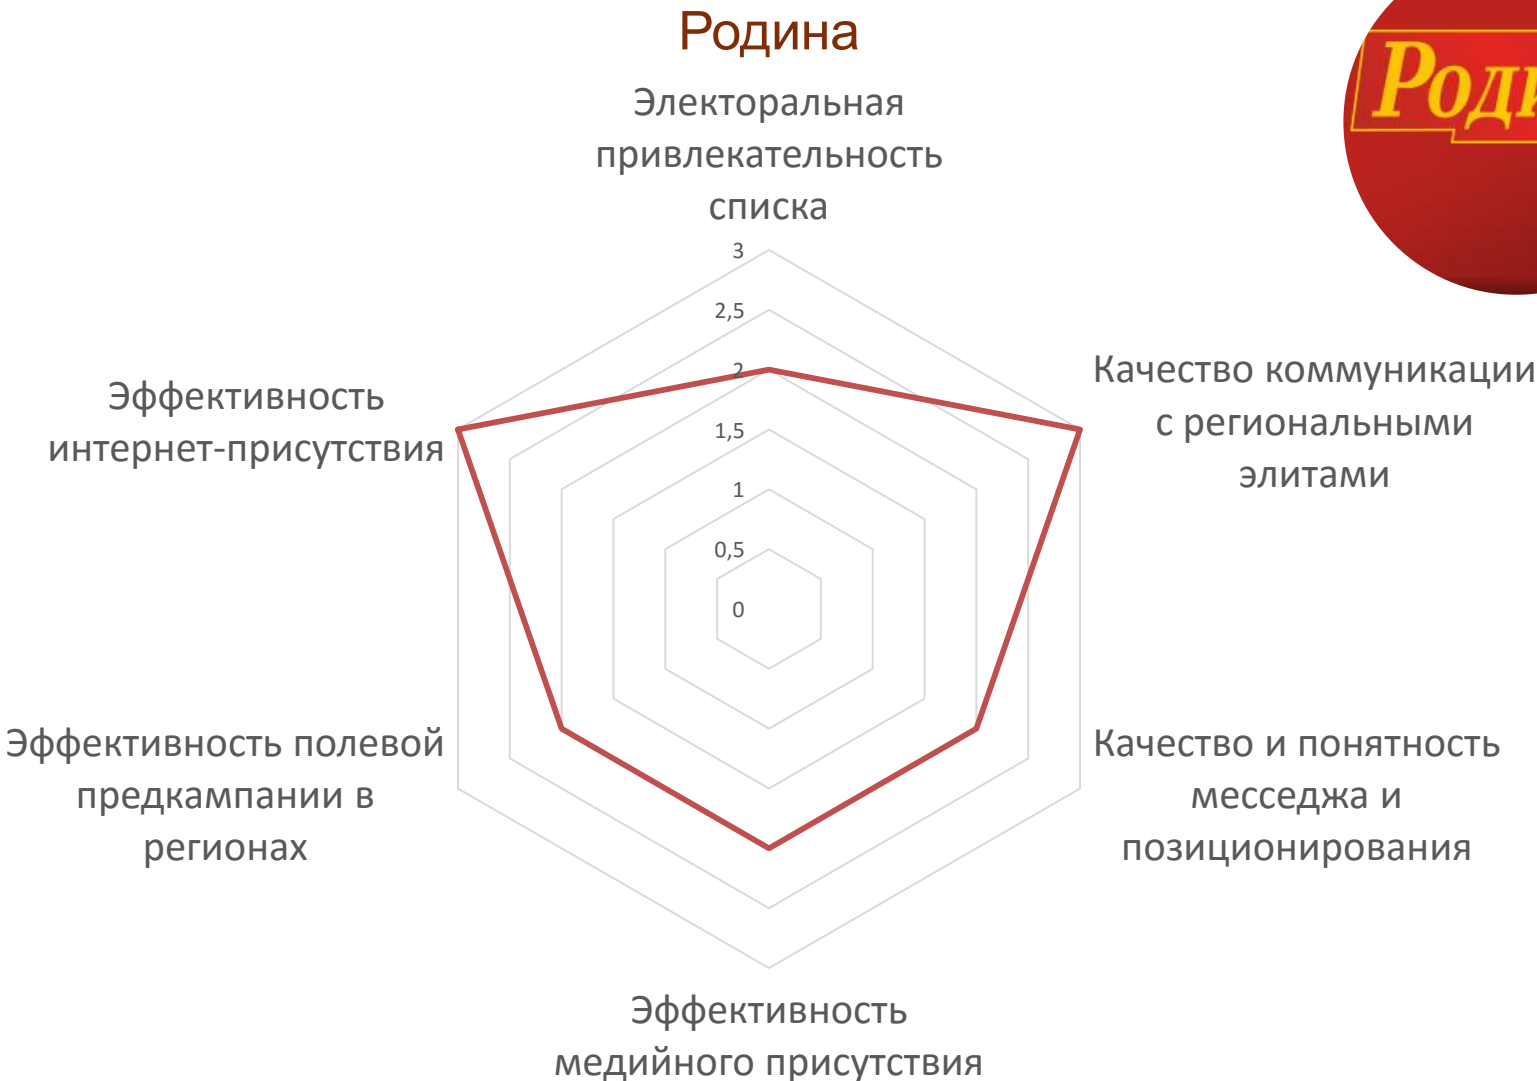 Родина
Электоральная
привлекательность
списка
3
2,5
2
1,5
1
0,5
0
Качество коммуникации
с региональными
элитами
Качество и понятность
месседжа и
позиционирования
Эффективность
медийного присутствия
Эффективность полевой
предкампании в
регионах
Эффективность
интернет-присутствия